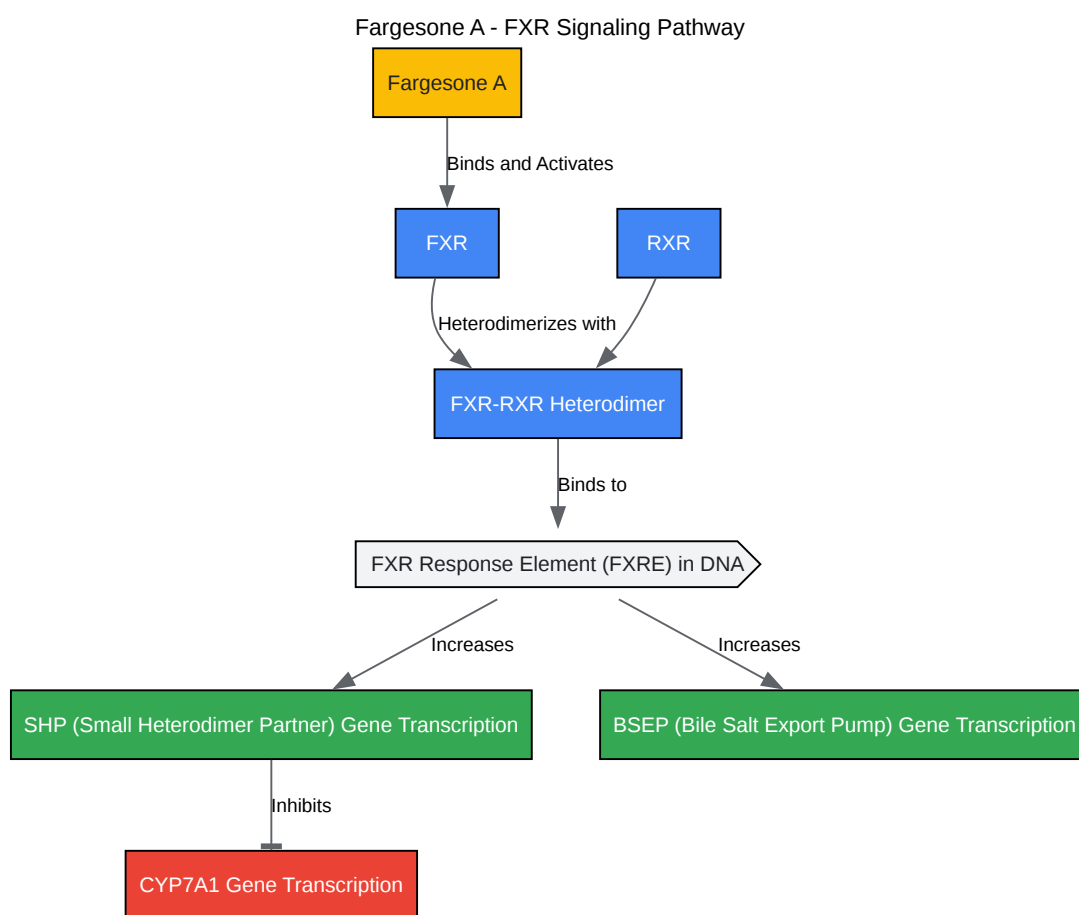 Fargesone A - FXR Signaling Pathway
Fargesone A
Binds and Activates
FXR
RXR
Heterodimerizes with
FXR-RXR Heterodimer
Binds to
FXR Response Element (FXRE) in DNA
Increases
Increases
SHP (Small Heterodimer Partner) Gene Transcription
BSEP (Bile Salt Export Pump) Gene Transcription
Inhibits
CYP7A1 Gene Transcription